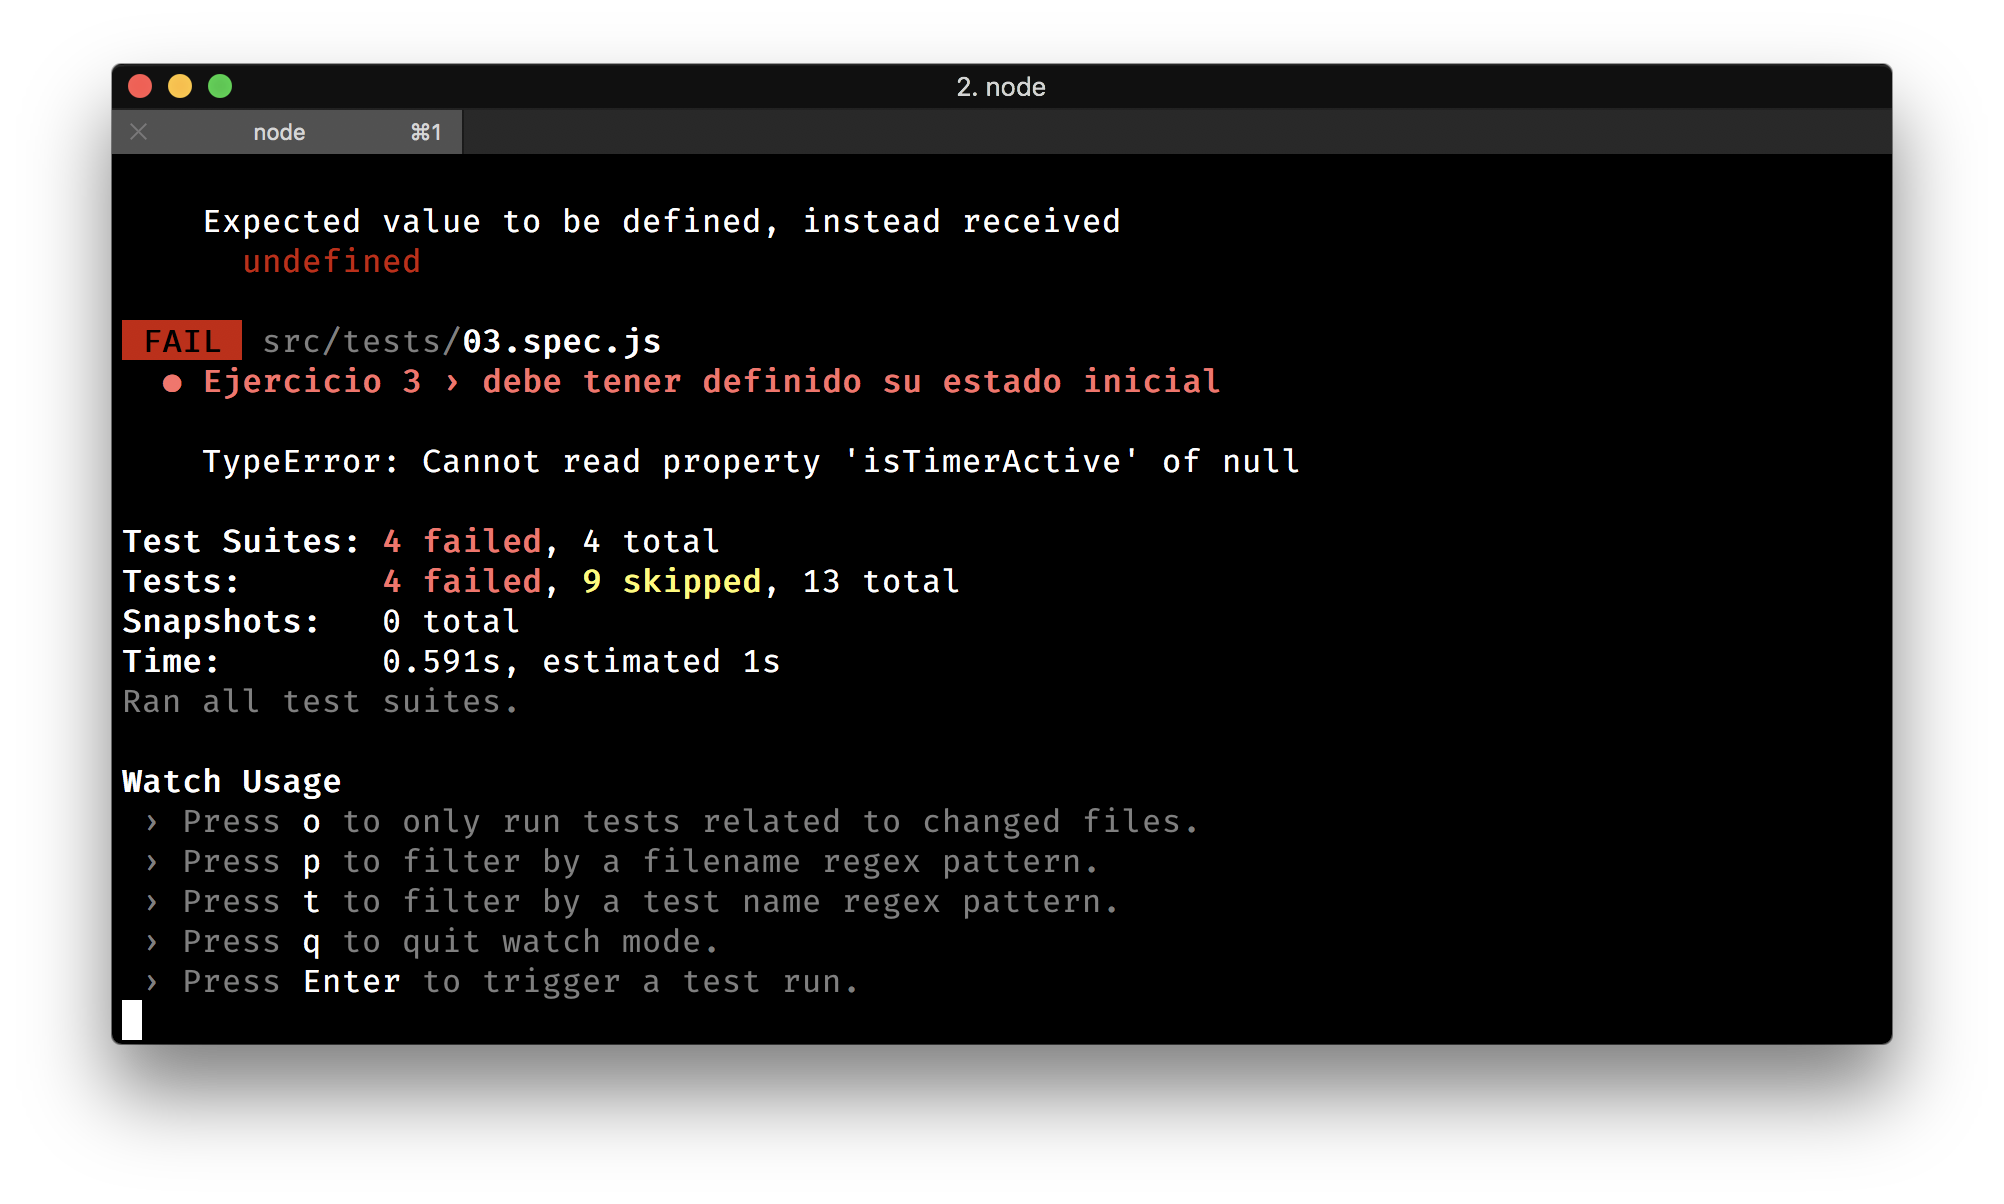 2. node
node ⌘1
Expected value to be defined, instead received
undefined
FAIL src/tests/03.spec.js
● Ejercicio 3 › debe tener definido su estado inicial
TypeError: Cannot read property 'isTimerActive' of null
Test Suites: 4 failed, 4 total
Tests: 4 failed, 9 skipped, 13 total
Snapshots: 0 total
Time: 0.591s, estimated 1s
Ran all test suites.
Watch Usage
› Press o to only run tests related to changed files.
› Press p to filter by a filename regex pattern.
› Press t to filter by a test name regex pattern.
› Press q to quit watch mode.
› Press Enter to trigger a test run.